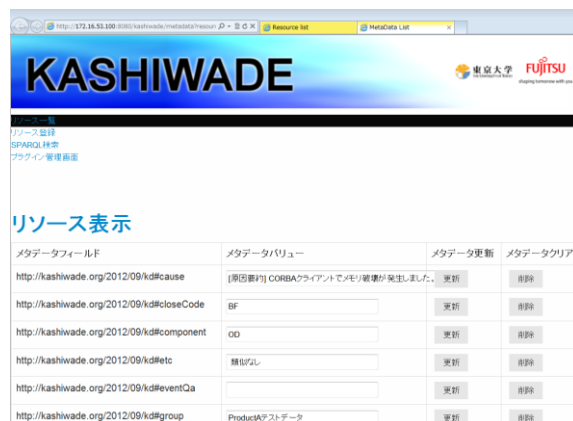 http://172.16.53.100:8080/kashiwade/metadata?resourc
Resource list
MetaData List
KASHIWADE
東京大学
FUJITSU
shaping tomorrow with you
リソース一覧
リソース登録
SPARQL検索
プラグイン管理画面
リソース表示
メタデータフィールド メタデータバリュー メタデータ更新 メタデータクリア
http://kashiwade.org/2012/09/kd#cause [原因要約] CORBAクライアントでメモリ破壊が発生しました。 更新 削除
http://kashiwade.org/2012/09/kd#closeCode BF 更新 削除
http://kashiwade.org/2012/09/kd#component OD 更新 削除
http://kashiwade.org/2012/09/kd#etc 類似なし 更新 削除
http://kashiwade.org/2012/09/kd#eventQa 更新 削除
http://kashiwade.org/2012/09/kd#group ProductAテストデータ 更新 削除